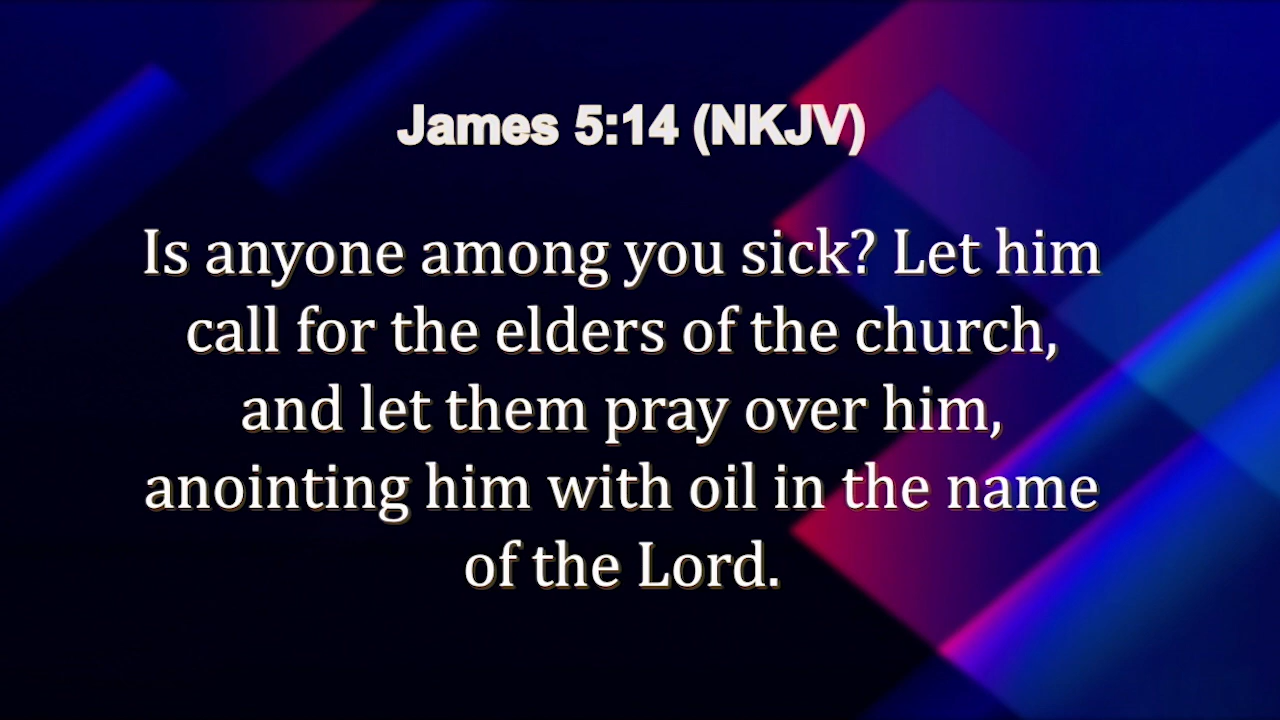 James 5:14 (NKJV)
Is anyone among you sick? Let him
call for the elders of the church,
and let them pray over him,
anointing him with oil in the name
of the Lord.